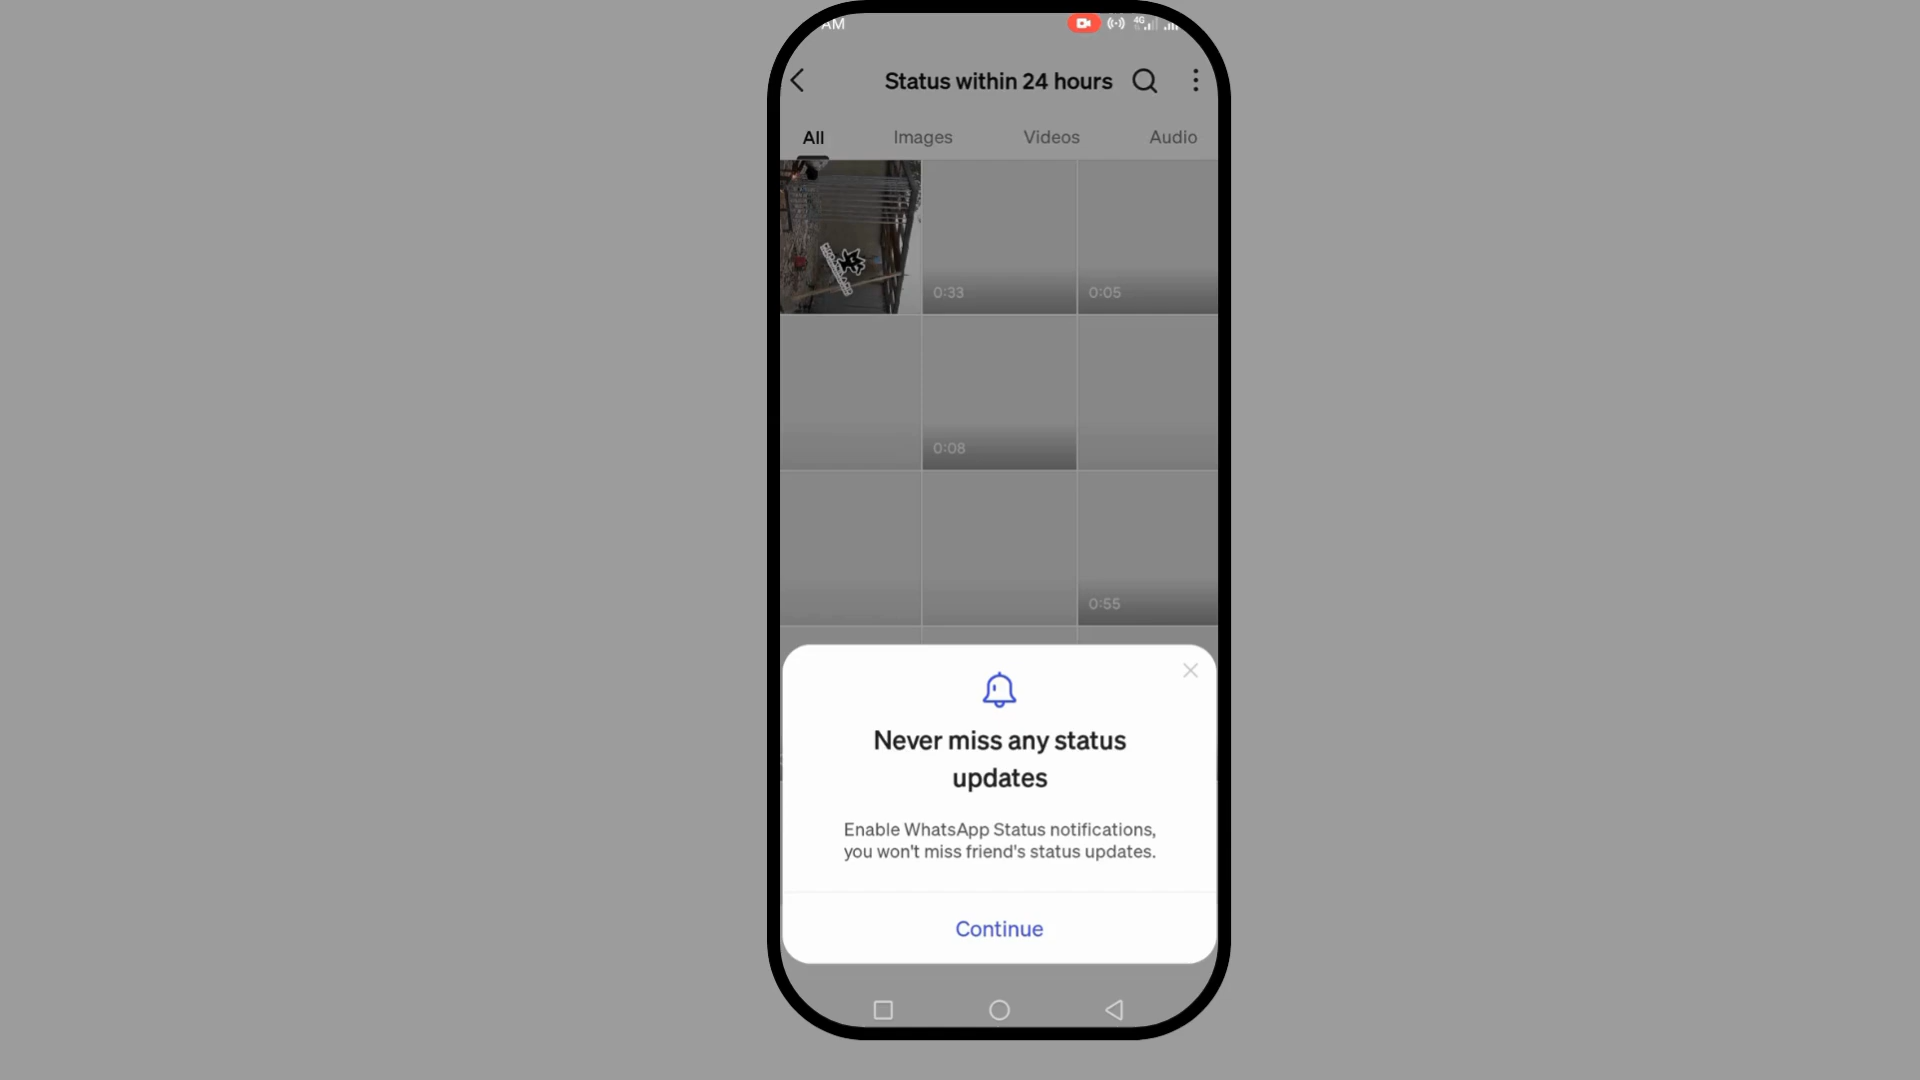 AM
4G
Status within 24 hours
All
Images
Videos
Audio
0:33
0:05
0:08
0:55
Never miss any status
updates
Enable WhatsApp Status notifications,
you won't miss friend's status updates.
Continue